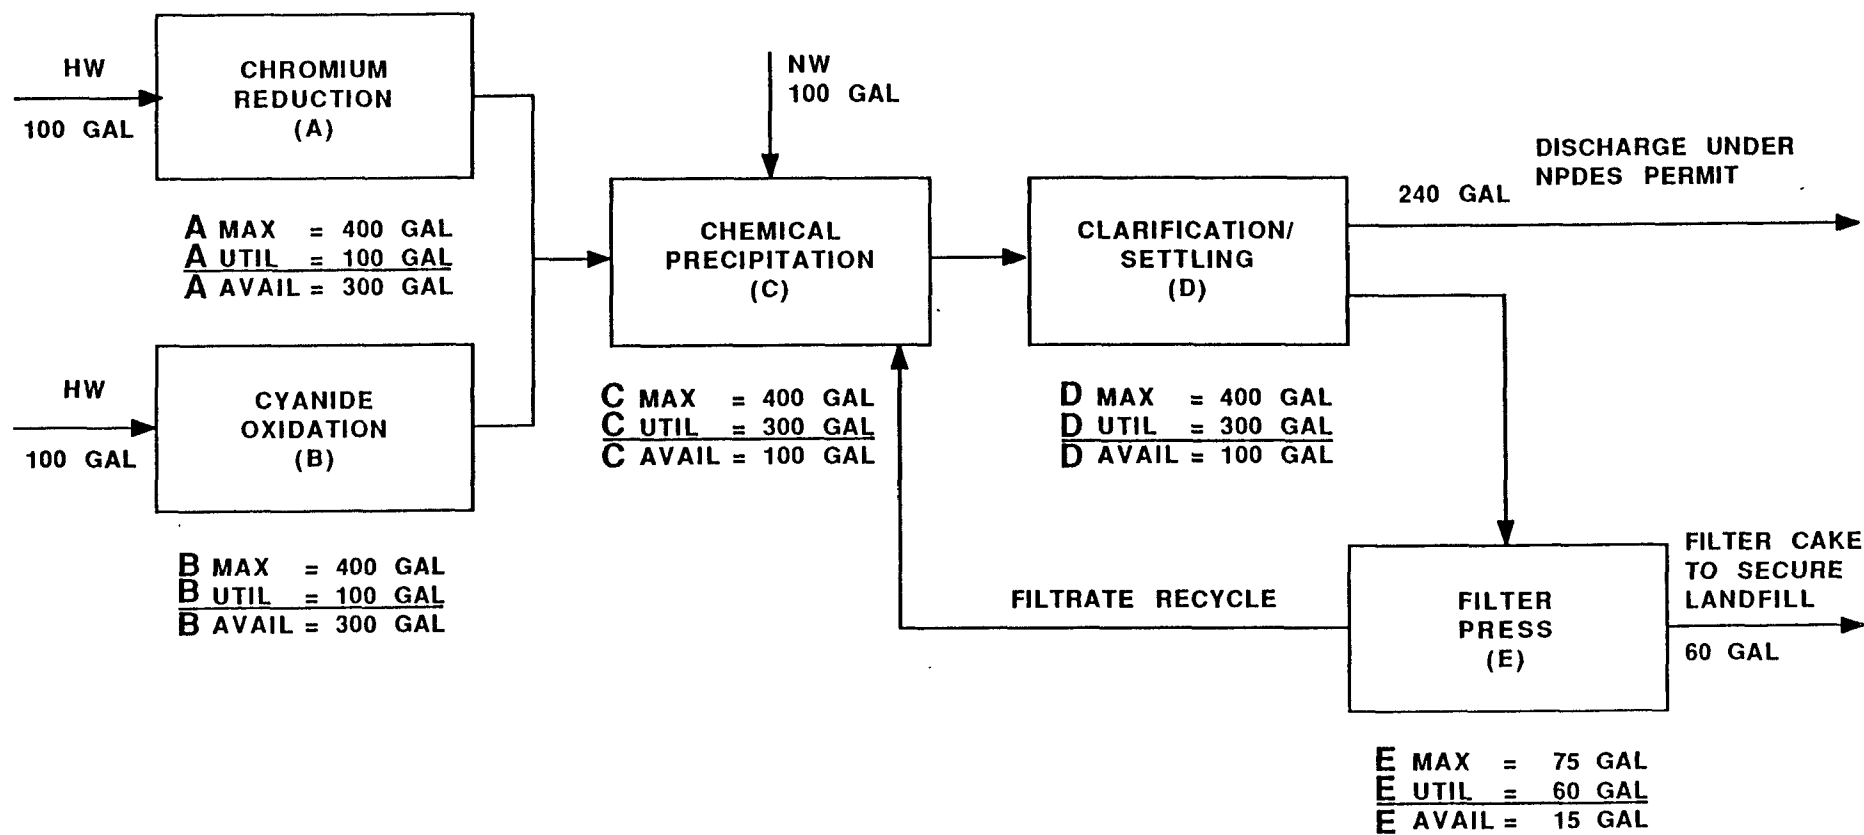 HW
100 GAL
CHROMIUM
REDUCTION
(A)
A MAX = 400 GAL
A UTIL = 100 GAL
A AVAIL = 300 GAL
HW
100 GAL
CYANIDE
OXIDATION
(B)
B MAX = 400 GAL
B UTIL = 100 GAL
B AVAIL = 300 GAL
NW
100 GAL
CHEMICAL
PRECIPITATION
(C)
C MAX = 400 GAL
C UTIL = 300 GAL
C AVAIL = 100 GAL
CLARIFICATION/
SETTLING
(D)
D MAX = 400 GAL
D UTIL = 300 GAL
D AVAIL = 100 GAL
240 GAL
DISCHARGE UNDER
NPDES PERMIT
FILTRATE RECYCLE
FILTER
PRESS
(E)
FILTER CAKE
TO SECURE
LANDFILL
60 GAL
E MAX = 75 GAL
E UTIL = 60 GAL
E AVAIL = 15 GAL